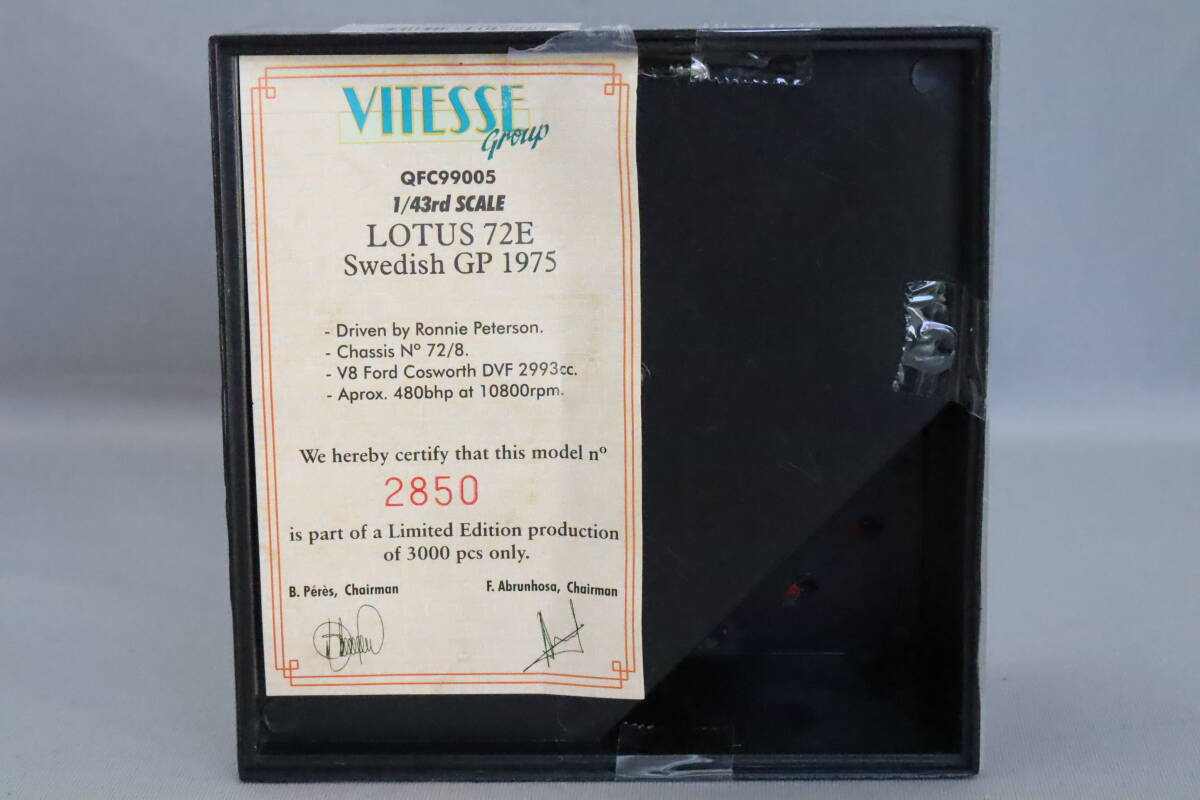 VITESSE
Group
QFC99005
1/43rd SCALE
LOTUS 72E
Swedish GP 1975
- Driven by Ronnie Peterson.
- Chassis Nº 72/8.
- V8 Ford Cosworth DVF 2993cc.
- Aprox. 480bhp at 10800rpm.
We hereby certify that this model nº
2850
is part of a Limited Edition production
of 3000 pcs only.
B. Pérès, Chairman F. Abrunhosa, Chairman